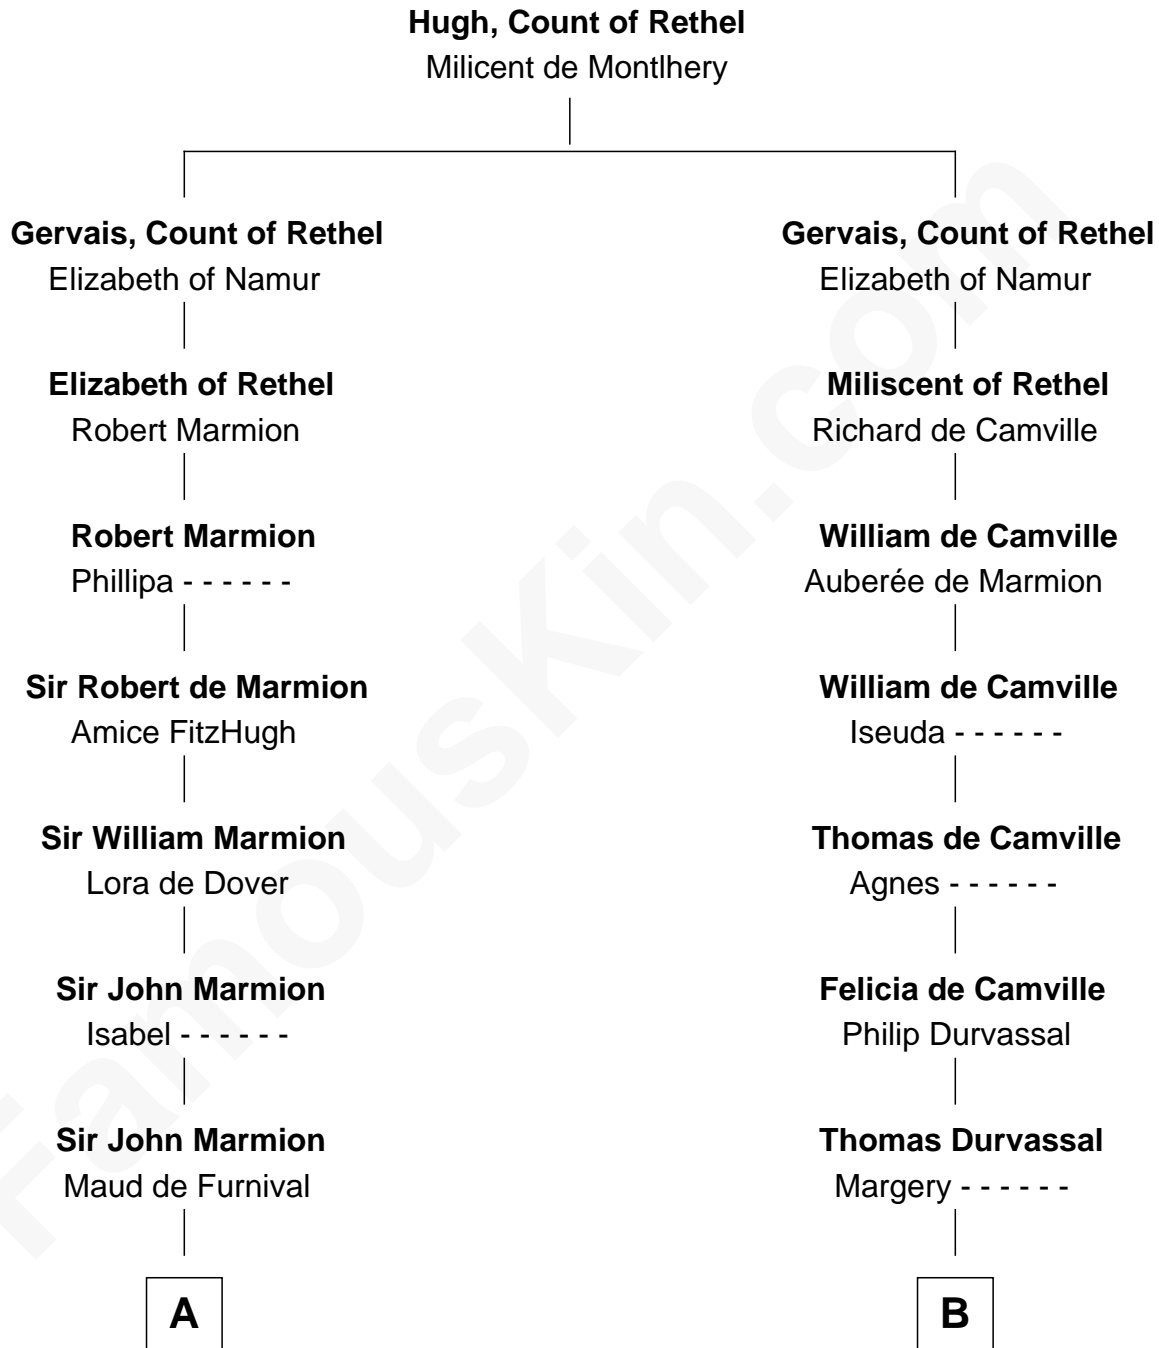 Hugh, Count of Rethel
Milicent de Montlhery
Gervais, Count of Rethel
Elizabeth of Namur
Elizabeth of Rethel
Robert Marmion
Robert Marmion
Phillipa - - - - - -
Sir Robert de Marmion
Amice FitzHugh
Sir William Marmion
Lora de Dover
Sir John Marmion
Isabel - - - - - -
Sir John Marmion
Maud de Furnival
A
Gervais, Count of Rethel
Elizabeth of Namur
Miliscent of Rethel
Richard de Camville
William de Camville
Auberée de Marmion
William de Camville
Iseuda - - - - - -
Thomas de Camville
Agnes - - - - - -
Felicia de Camville
Philip Durvassal
Thomas Durvassal
Margery - - - - - -
B
FamousKin.com